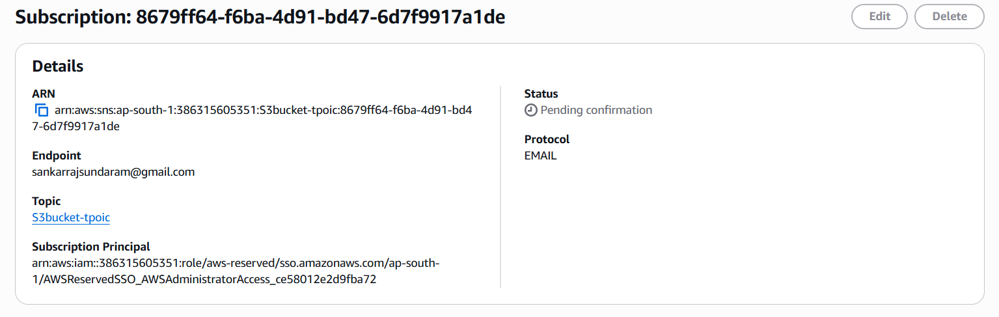 Subscription: 8679ff64-f6ba-4d91-bd47-6d7f9917a1de
Edit
Delete
Details
ARN
arn:aws:sns:ap-south-1:386315605351:S3bucket-tpoic:8679ff64-f6ba-4d91-bd4
7-6d7f9917a1de
Endpoint
sankarrajsundaram@gmail.com
Topic
S3bucket-tpoic
Subscription Principal
arn:aws:iam::386315605351:role/aws-reserved/sso.amazonaws.com/ap-south-
1/AWSReservedSSO_AWSAdministratorAccess_ce58012e2d9fba72
Status
Pending confirmation
Protocol
EMAIL